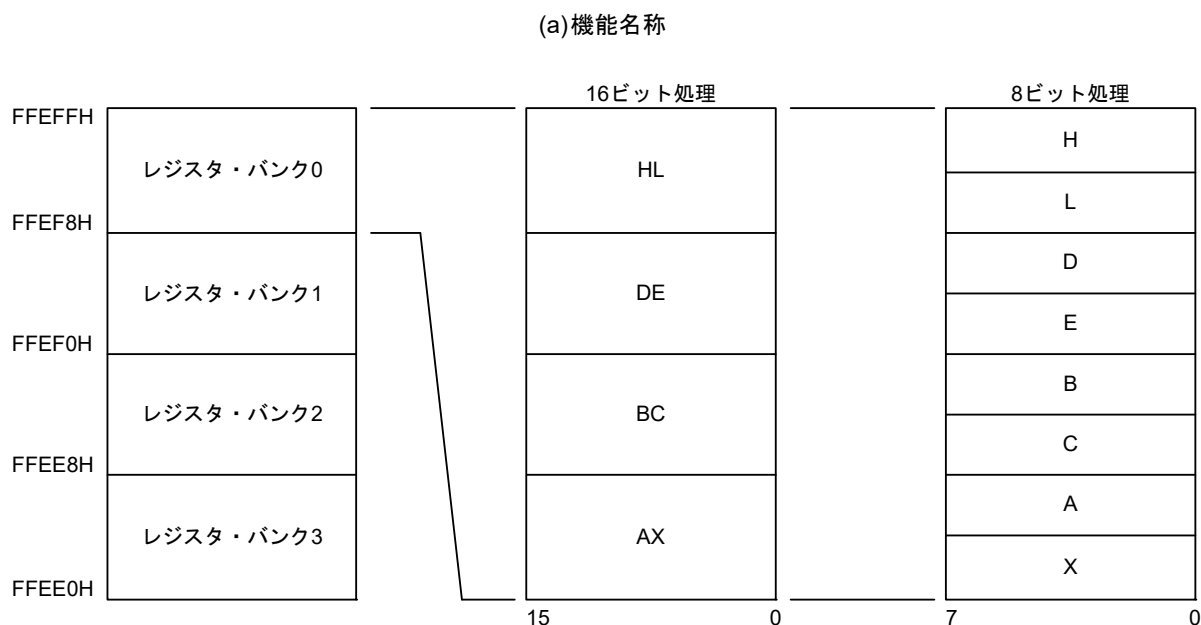 (a)機能名称
16ビット処理
8ビット処理
FFEFFH
レジスタ・バンク0
HL
H
L
FFEF8H
レジスタ・バンク1
DE
D
E
FFEF0H
レジスタ・バンク2
BC
B
C
FFEE8H
レジスタ・バンク3
AX
A
X
FFEE0H
15
0
7
0